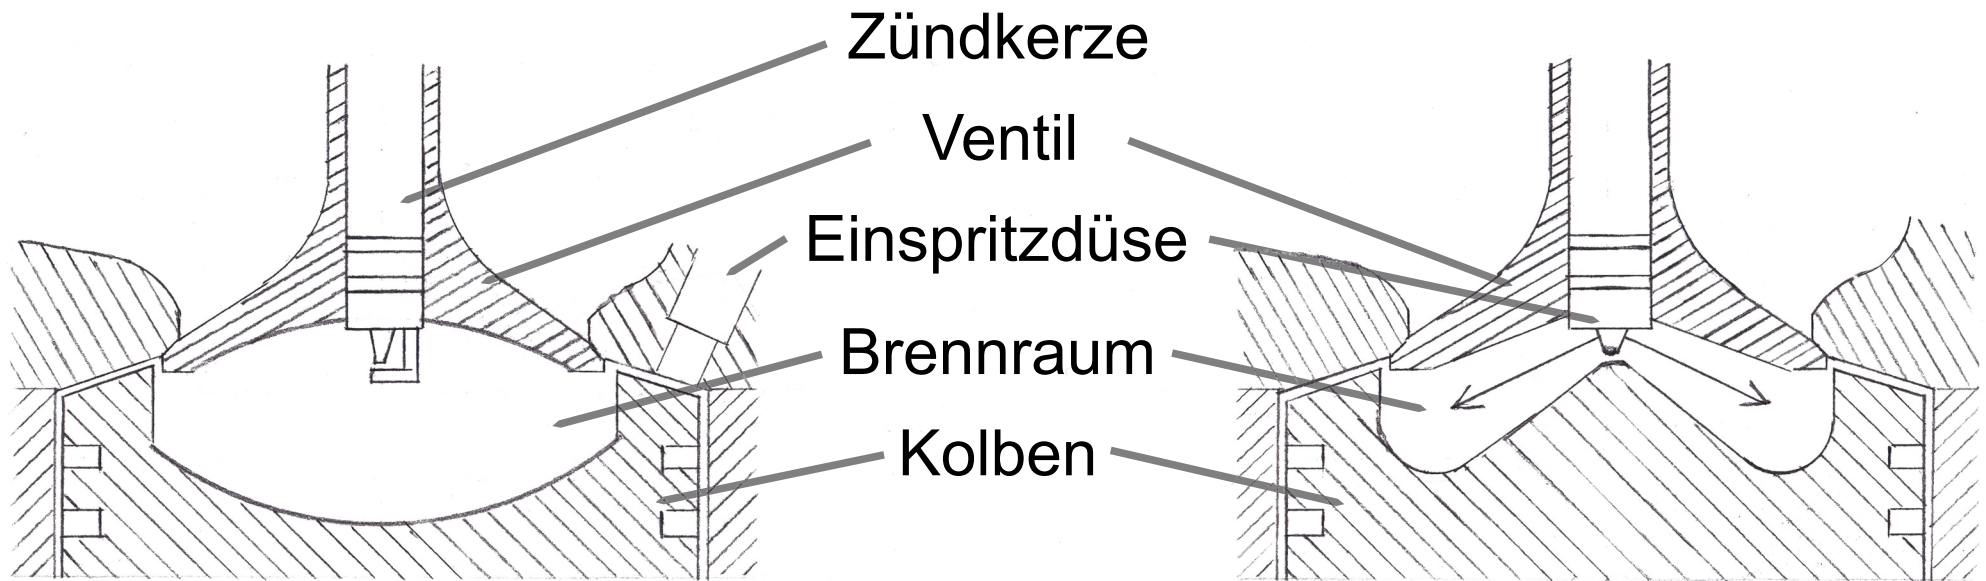 Zündkerze
Ventil
Einspritzdüse
Brennraum
Kolben